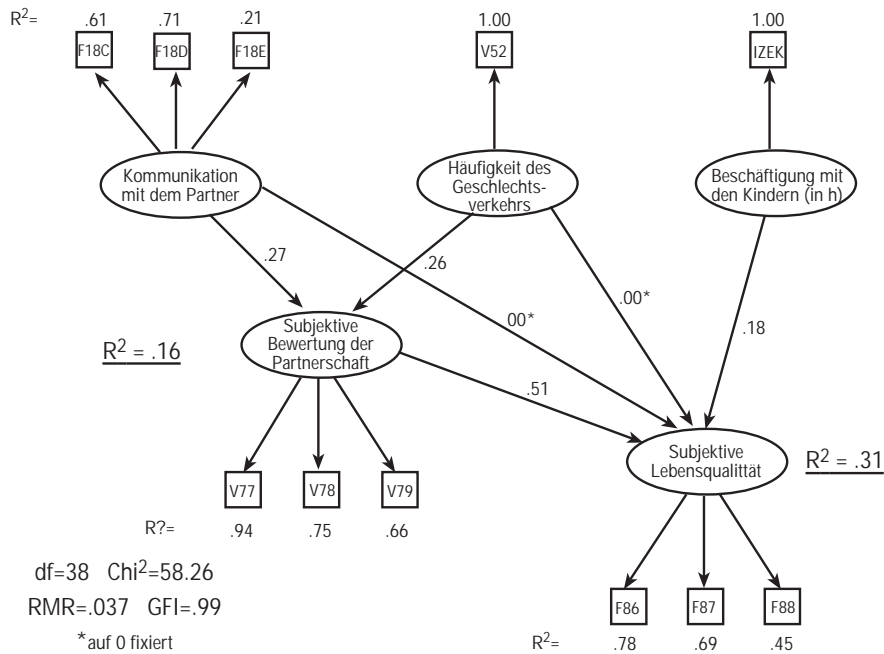 R²= .61 .71 .21 1.00 1.00
F18C F18D F18E V52 IZEK
Kommunikation
mit dem Partner
Häufigkeit des
Geschlechts-
verkehrs
Beschäftigung mit
den Kindern (in h)
.27
.26
00*
.00*
.18
Subjektive
Bewertung der
Partnerschaft
R² = .16
.51
Subjektive
Lebensqualittät
R² = .31
V77 V78 V79
R?= .94 .75 .66
df=38 Chi²=58.26
RMR=.037 GFI=.99
*auf 0 fixiert
F86 F87 F88
R²= .78 .69 .45